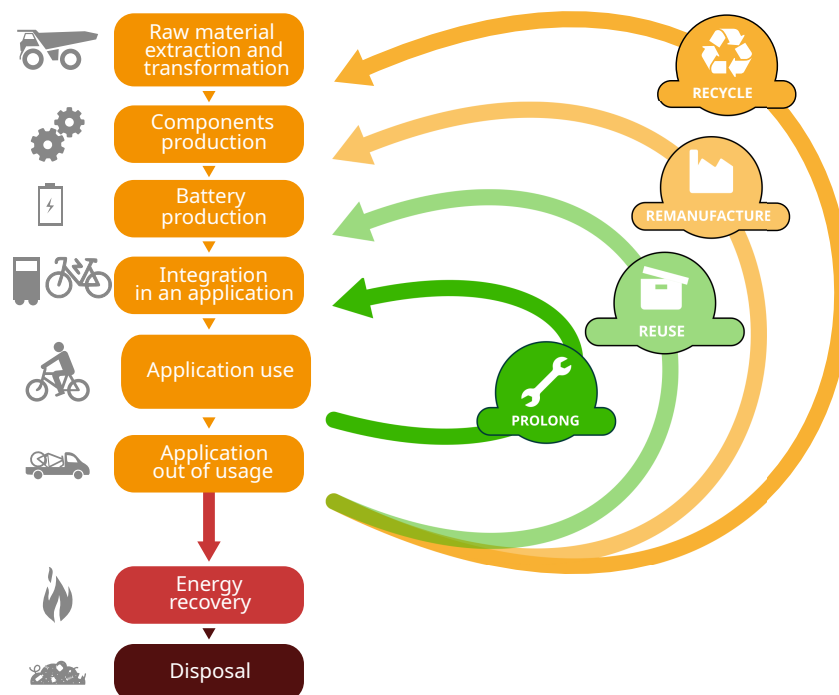 Raw material
extraction and
transformation
RECYCLE
Components
production
REMANUFACTURE
Battery
production
Integration
in an application
REUSE
Application use
PROLONG
Application
out of usage
Energy
recovery
Disposal